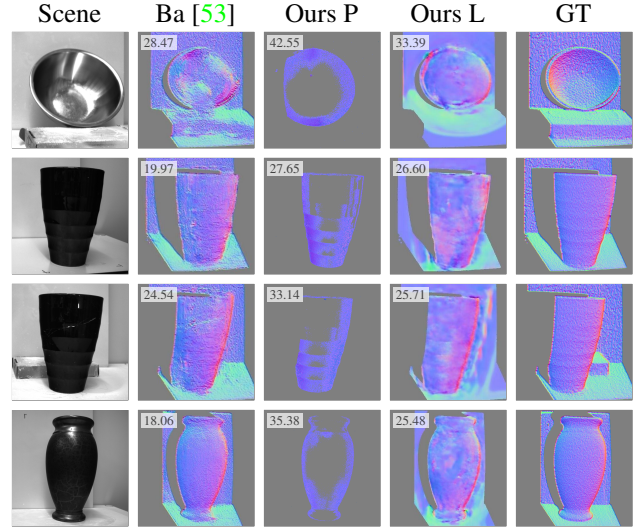 Scene Ba [53] Ours P Ours L GT
28.47 42.55 33.39
19.97 27.65 26.60
24.54 33.14 25.71
18.06 35.38 25.48